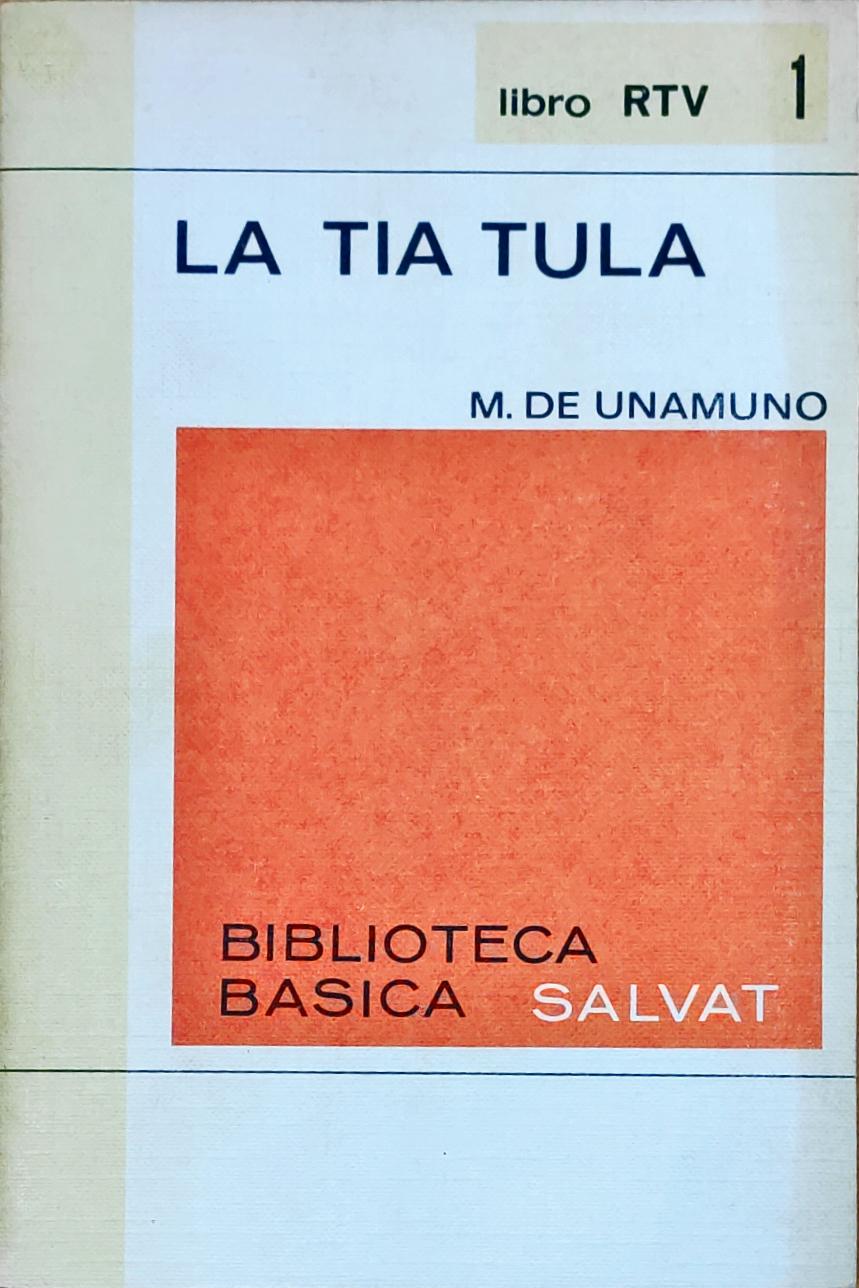 libro RTV 1
LA TIA TULA
M. DE UNAMUNO
BIBLIOTECA
BASICA SALVAT